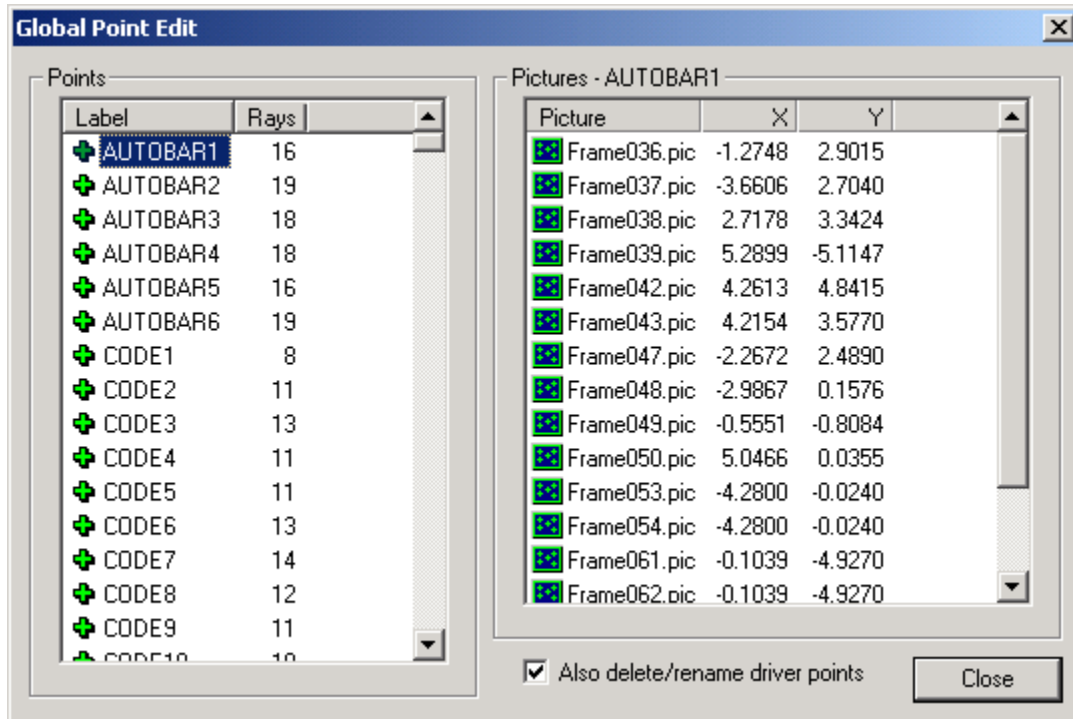 Global Point Edit
Points
Label Rays
AUTOBAR1 16
AUTOBAR2 19
AUTOBAR3 18
AUTOBAR4 18
AUTOBAR5 16
AUTOBAR6 19
CODE1 8
CODE2 11
CODE3 13
CODE4 11
CODE5 11
CODE6 13
CODE7 14
CODE8 12
CODE9 11
CODE10 10
Pictures - AUTOBAR1
Picture X Y
Frame036.pic -1.2748 2.9015
Frame037.pic -3.6606 2.7040
Frame038.pic 2.7178 3.3424
Frame039.pic 5.2899 -5.1147
Frame042.pic 4.2613 4.8415
Frame043.pic 4.2154 3.5770
Frame047.pic -2.2672 2.4890
Frame048.pic -2.9867 0.1576
Frame049.pic -0.5551 -0.8084
Frame050.pic 5.0466 0.0355
Frame053.pic -4.2800 -0.0240
Frame054.pic -4.2800 -0.0240
Frame061.pic -0.1039 -4.9270
Frame062.pic -0.1039 -4.9270
Also delete/rename driver points
Close